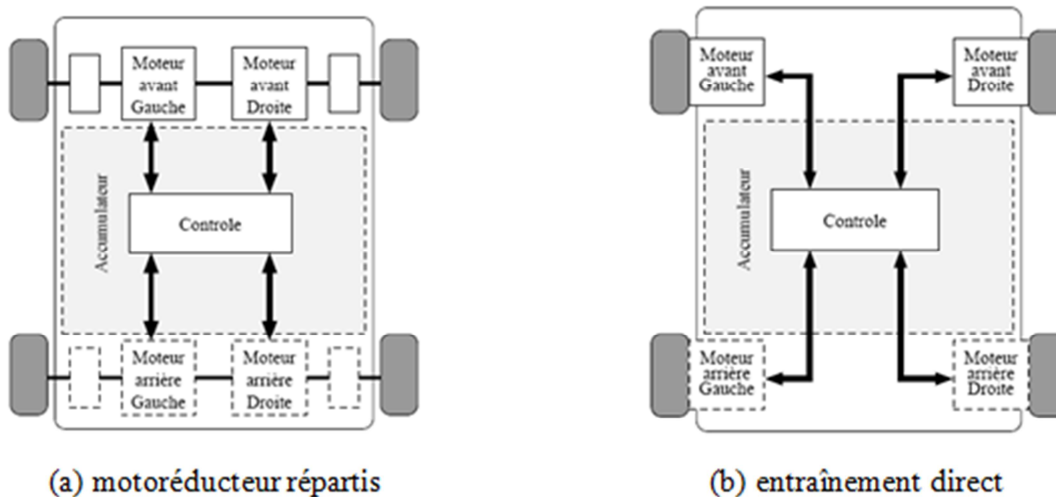 Moteur
avant
Gauche
Moteur
avant
Droite
Accumulateur
Controle
Moteur
arrière
Gauche
Moteur
arrière
Droite
(a) motoréducteur répartis
Moteur
avant
Gauche
Moteur
avant
Droite
Accumulateur
Controle
Moteur
arrière
Gauche
Moteur
arrière
Droite
(b) entraînement direct